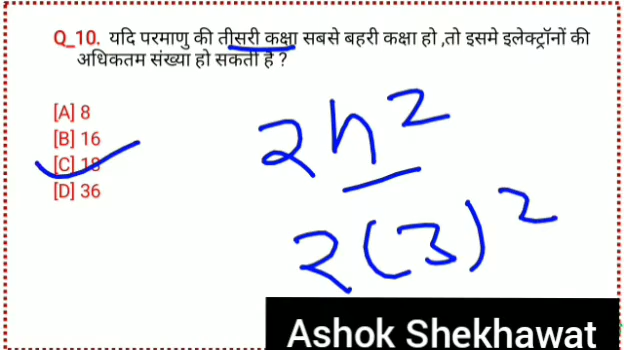 Q_10. यदि परमाणु की तीसरी कक्षा सबसे बहरी कक्षा हो ,तो इसमे इलेक्ट्रॉनों की
अधिकतम संख्या हो सकती है ?
[A] 8
[B] 16
[C] 18
[D] 36
2n²
2(3)²
Ashok Shekhawat